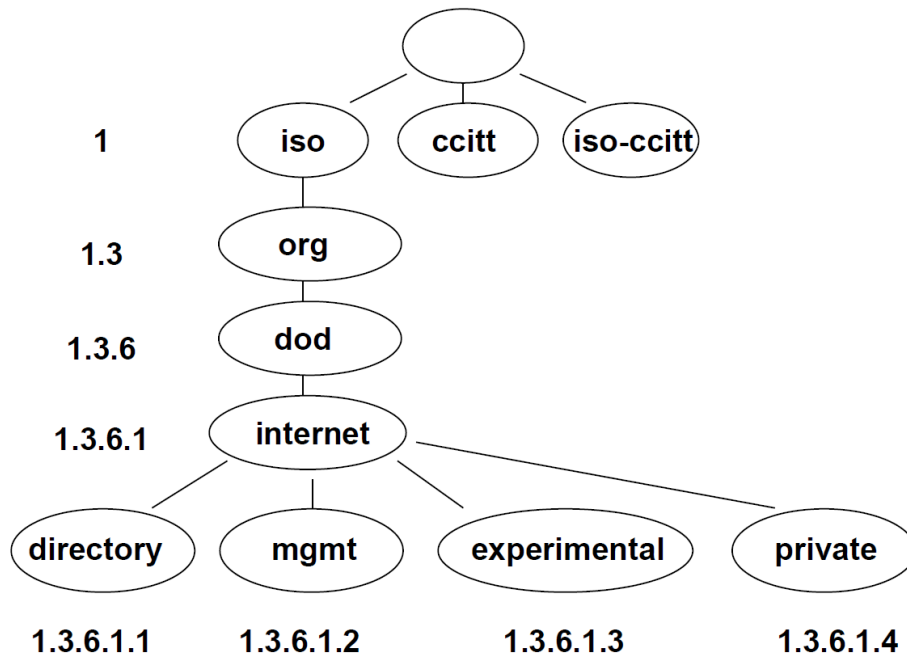 1 iso ccitt iso-ccitt
1.3 org
1.3.6 dod
1.3.6.1 internet
directory mgmt experimental private
1.3.6.1.1 1.3.6.1.2 1.3.6.1.3 1.3.6.1.4